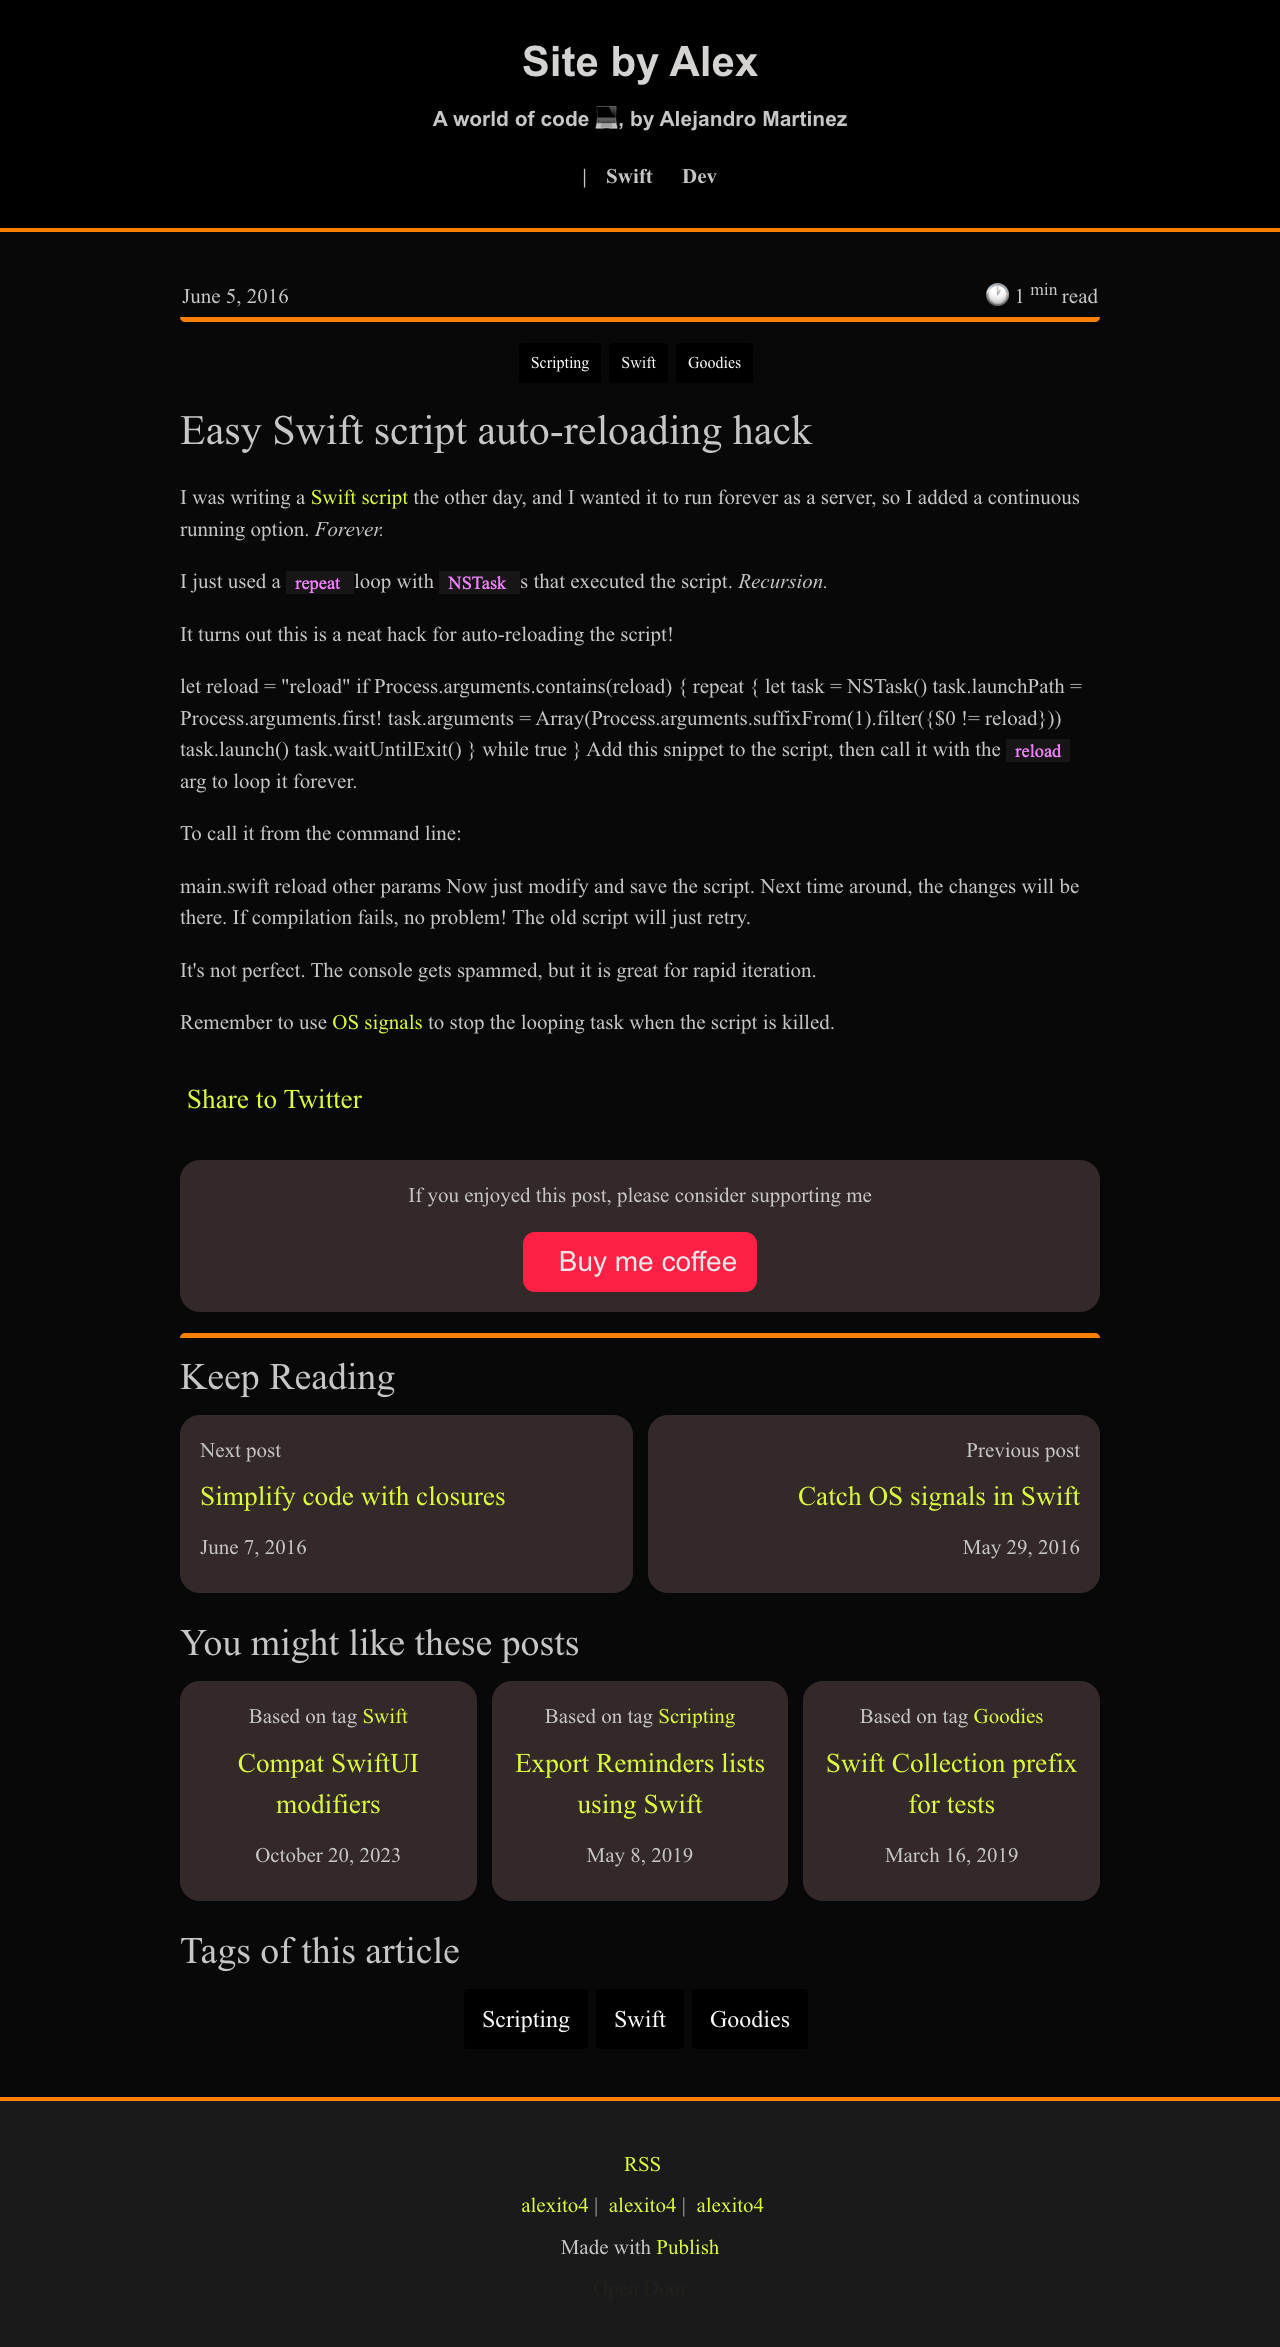 Site by Alex
A world of code 💻, by Alejandro Martinez
| Swift Dev
June 5, 2016
🕐 1 min read
Scripting Swift Goodies
Easy Swift script auto-reloading hack
I was writing a Swift script the other day, and I wanted it to run forever as a server, so I added a continuous
running option. Forever.
I just used a repeat loop with NSTask s that executed the script. Recursion.
It turns out this is a neat hack for auto-reloading the script!
let reload = "reload" if Process.arguments.contains(reload) { repeat { let task = NSTask() task.launchPath =
Process.arguments.first! task.arguments = Array(Process.arguments.suffixFrom(1).filter({$0 != reload}))
task.launch() task.waitUntilExit() } while true } Add this snippet to the script, then call it with the reload
arg to loop it forever.
To call it from the command line:
main.swift reload other params Now just modify and save the script. Next time around, the changes will be
there. If compilation fails, no problem! The old script will just retry.
It's not perfect. The console gets spammed, but it is great for rapid iteration.
Remember to use OS signals to stop the looping task when the script is killed.
Share to Twitter
If you enjoyed this post, please consider supporting me
Buy me coffee
Keep Reading
Next post
Simplify code with closures
June 7, 2016
Previous post
Catch OS signals in Swift
May 29, 2016
You might like these posts
Based on tag Swift
Compat SwiftUI
modifiers
October 20, 2023
Based on tag Scripting
Export Reminders lists
using Swift
May 8, 2019
Based on tag Goodies
Swift Collection prefix
for tests
March 16, 2019
Tags of this article
Scripting Swift Goodies
RSS
alexito4 | alexito4 | alexito4
Made with Publish
Open Door